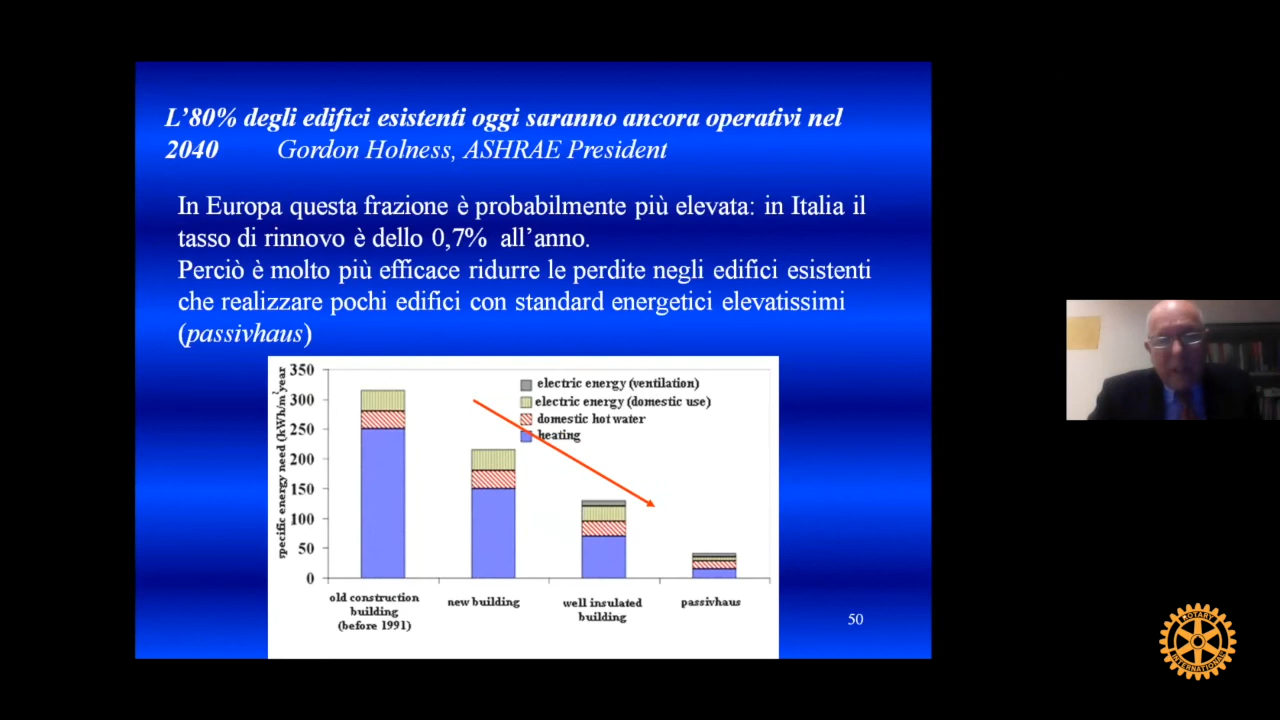 L'80% degli edifici esistenti oggi saranno ancora operativi nel
2040 Gordon Holness, ASHRAE President
In Europa questa frazione è probabilmente più elevata: in Italia il
tasso di rinnovo è dello 0,7% all'anno.
Perciò è molto più efficace ridurre le perdite negli edifici esistenti
che realizzare pochi edifici con standard energetici elevatissimi
(passivhaus)
specific energy need (kWh/m²year
350
300
250
200
150
100
50
0
electric energy (ventilation)
electric energy (domestic use)
domestic hot water
heating
old construction
building
(before 1991)
new building
well insulated
building
passivhaus
50
ROTARY
INTERNATIONAL